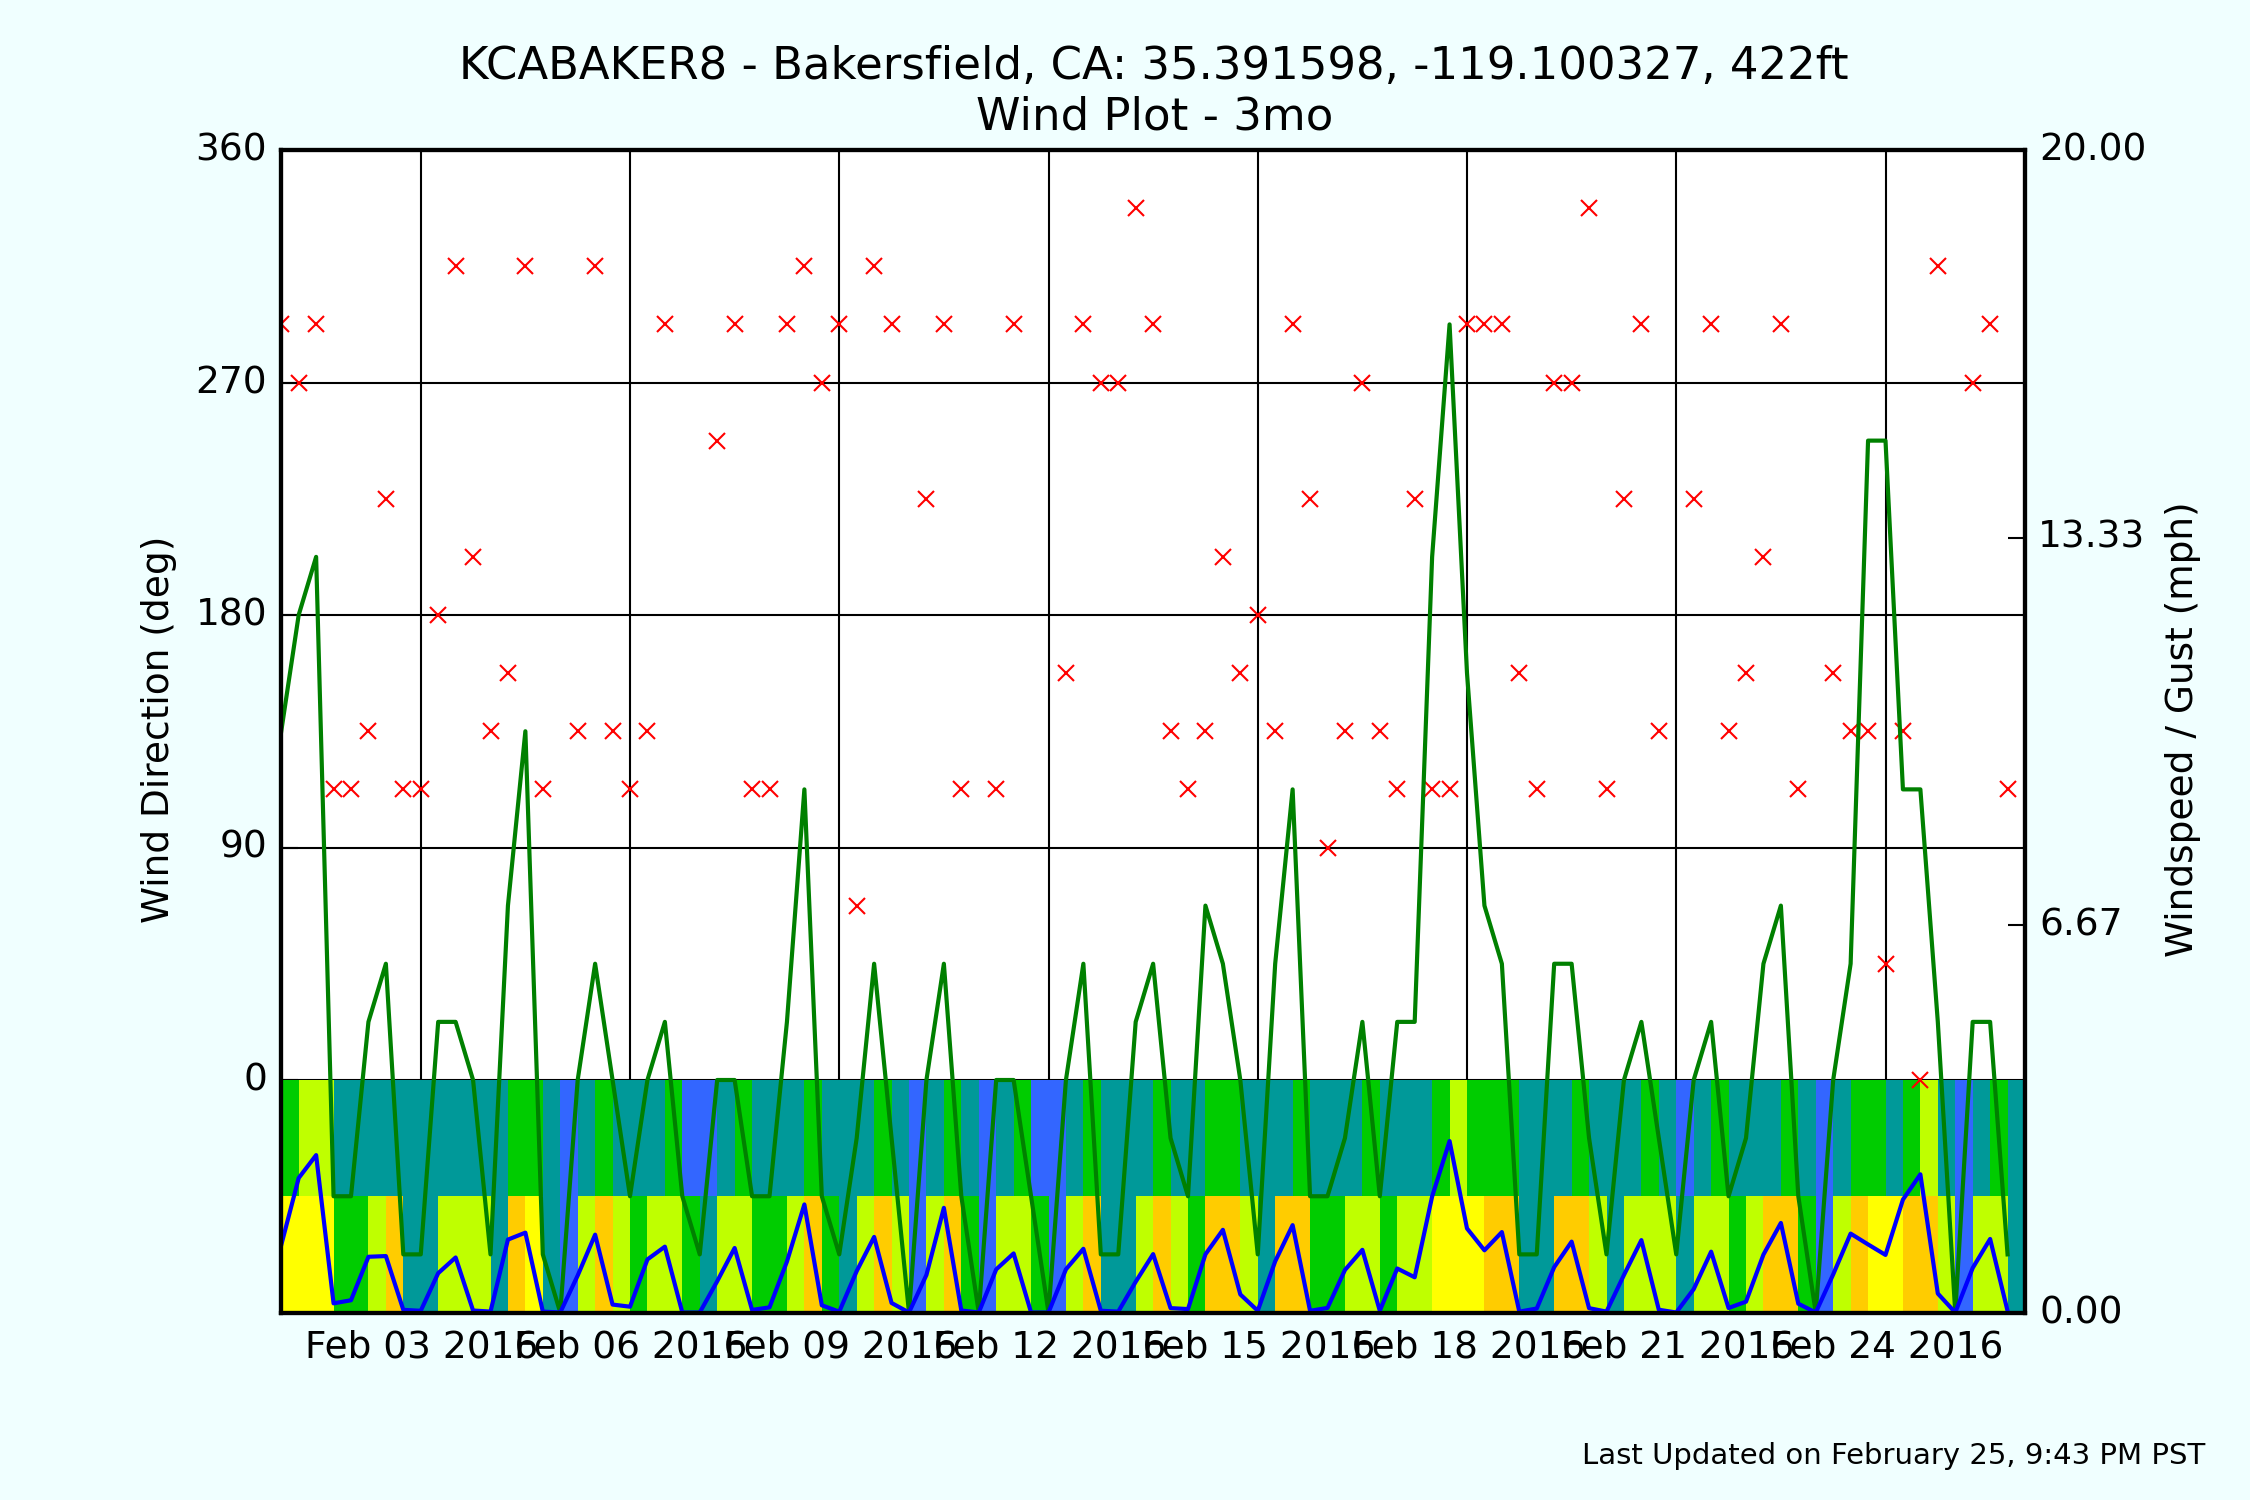 KCABAKER8 - Bakersfield, CA: 35.391598, -119.100327, 422ft
Wind Plot - 3mo
360
270
180
90
0
Wind Direction (deg)
20.00
13.33
6.67
0.00
Windspeed / Gust (mph)
Feb 03 2016
Feb 06 2016
Feb 09 2016
Feb 12 2016
Feb 15 2016
Feb 18 2016
Feb 21 2016
Feb 24 2016
Last Updated on February 25, 9:43 PM PST